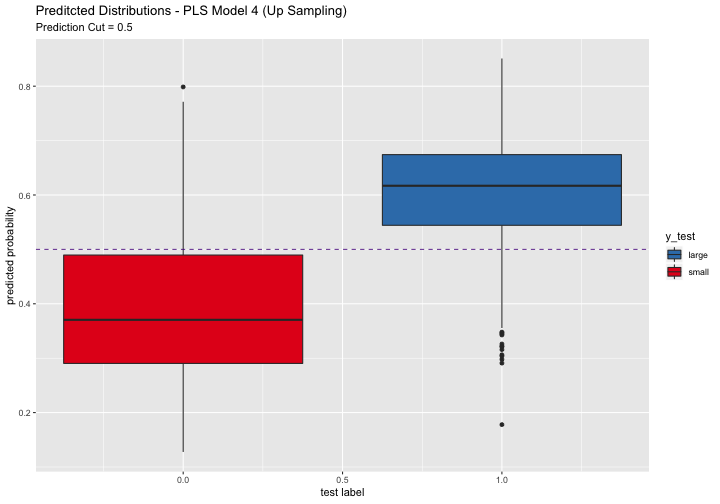 Preditcted Distributions - PLS Model 4 (Up Sampling)
Prediction Cut = 0.5
predicted probability
0.8
0.6
0.4
0.2
0.0
0.5
1.0
test label
y_test
large
small